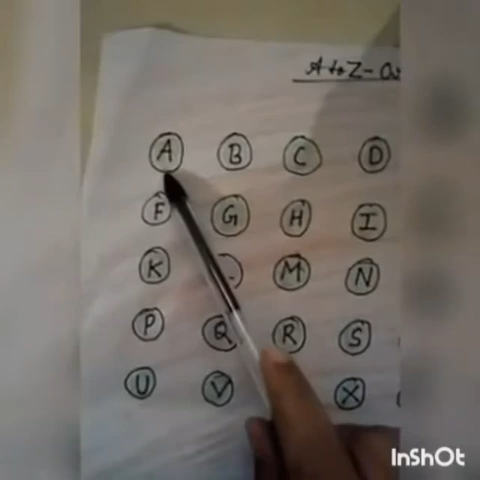 A to Z - 
A B C D
F G H I
K M N
P Q R S
U V X
InShOt